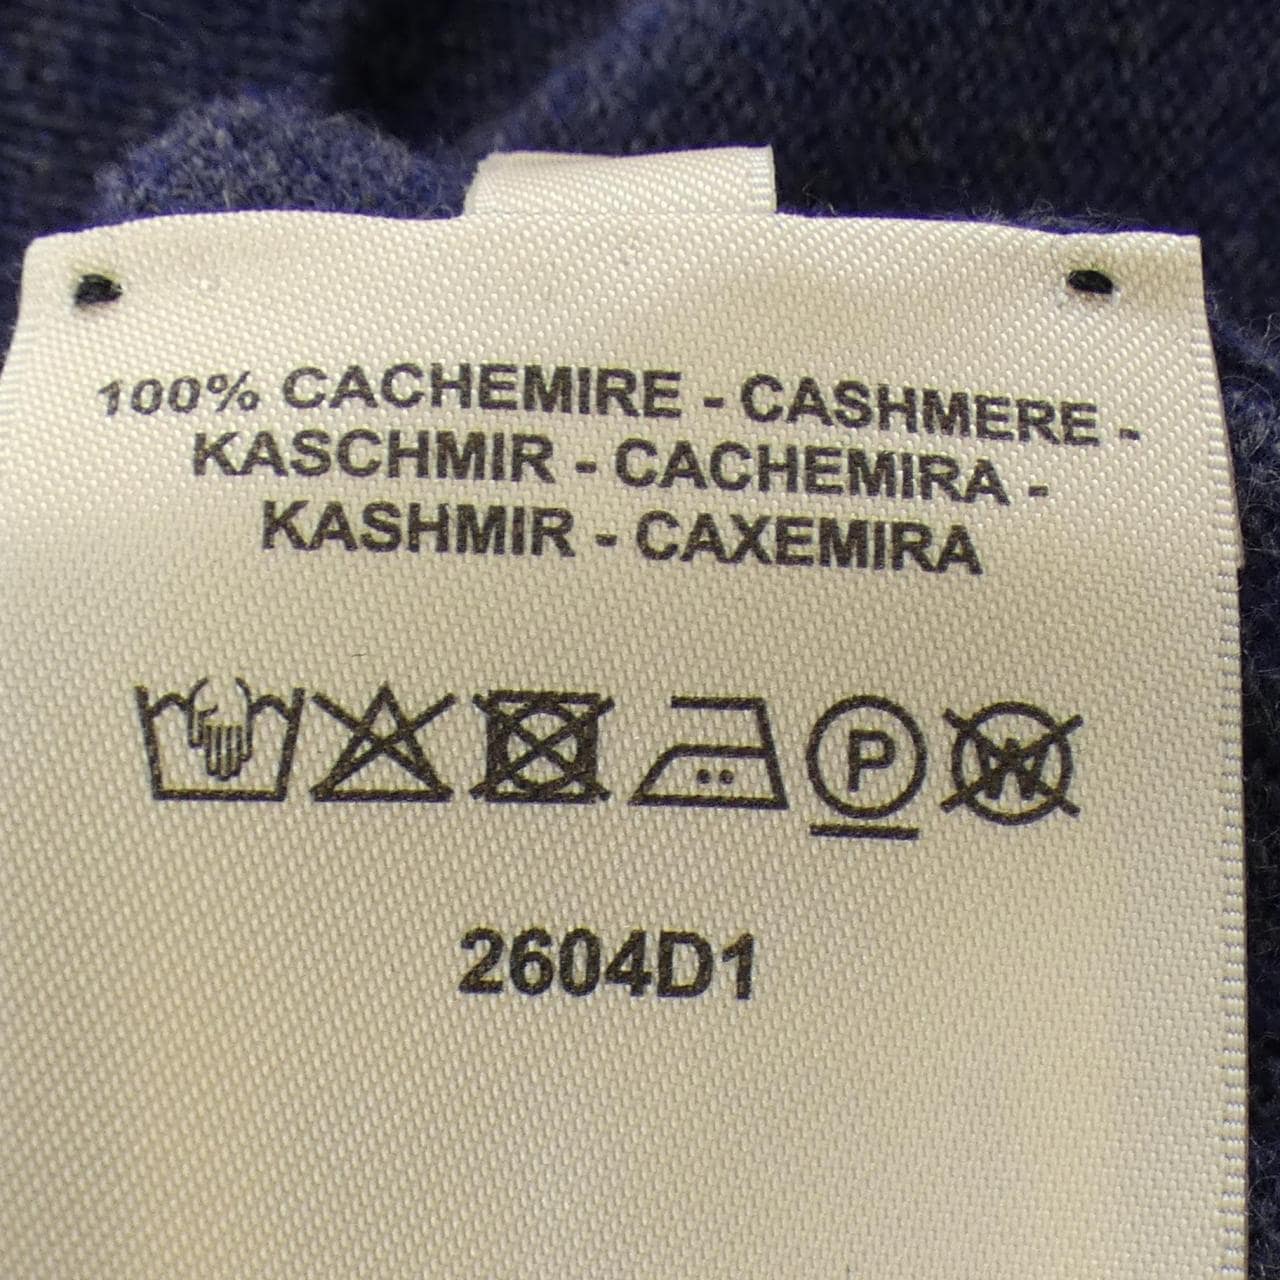 100% CACHEMIRE - CASHMERE -
KASCHMIR - CACHEMIRA -
KASHMIR - CAXEMIRA
P W
2604D1